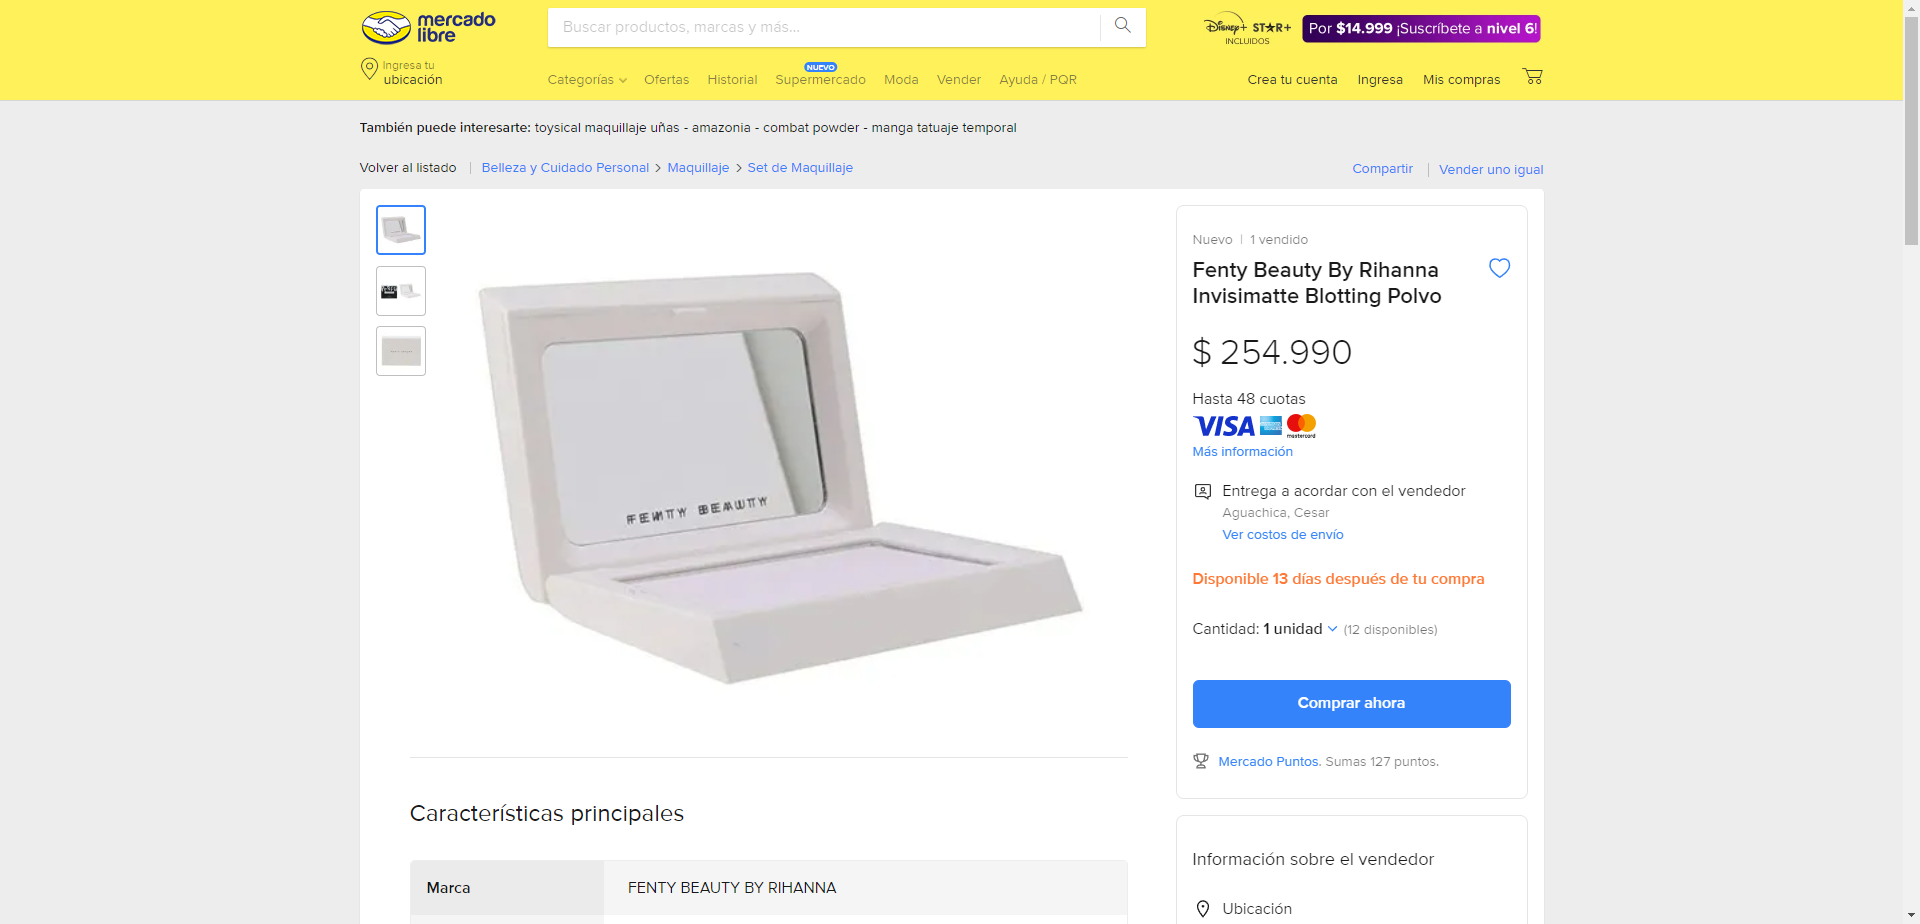 mercado
libre
Buscar productos, marcas y más...
Disney+ STAR+
INCLUIDOS
Por $14.999 ¡Suscríbete a nivel 6!
Ingresa tu
ubicación
Categorías
Ofertas
Historial
NUEVO
Supermercado
Moda
Vender
Ayuda / PQR
Crea tu cuenta
Ingresa
Mis compras
También puede interesarte: toysical maquillaje uñas - amazonia - combat powder - manga tatuaje temporal
Volver al listado | Belleza y Cuidado Personal > Maquillaje > Set de Maquillaje
Compartir | Vender uno igual
FENTY BEAUTY
Nuevo | 1 vendido
Fenty Beauty By Rihanna
Invisimatte Blotting Polvo
$ 254.990
Hasta 48 cuotas
VISA
mastercard
Más información
Entrega a acordar con el vendedor
Aguachica, Cesar
Ver costos de envío
Disponible 13 días después de tu compra
Cantidad: 1 unidad (12 disponibles)
Comprar ahora
Mercado Puntos. Sumas 127 puntos.
Características principales
Marca
FENTY BEAUTY BY RIHANNA
Información sobre el vendedor
Ubicación